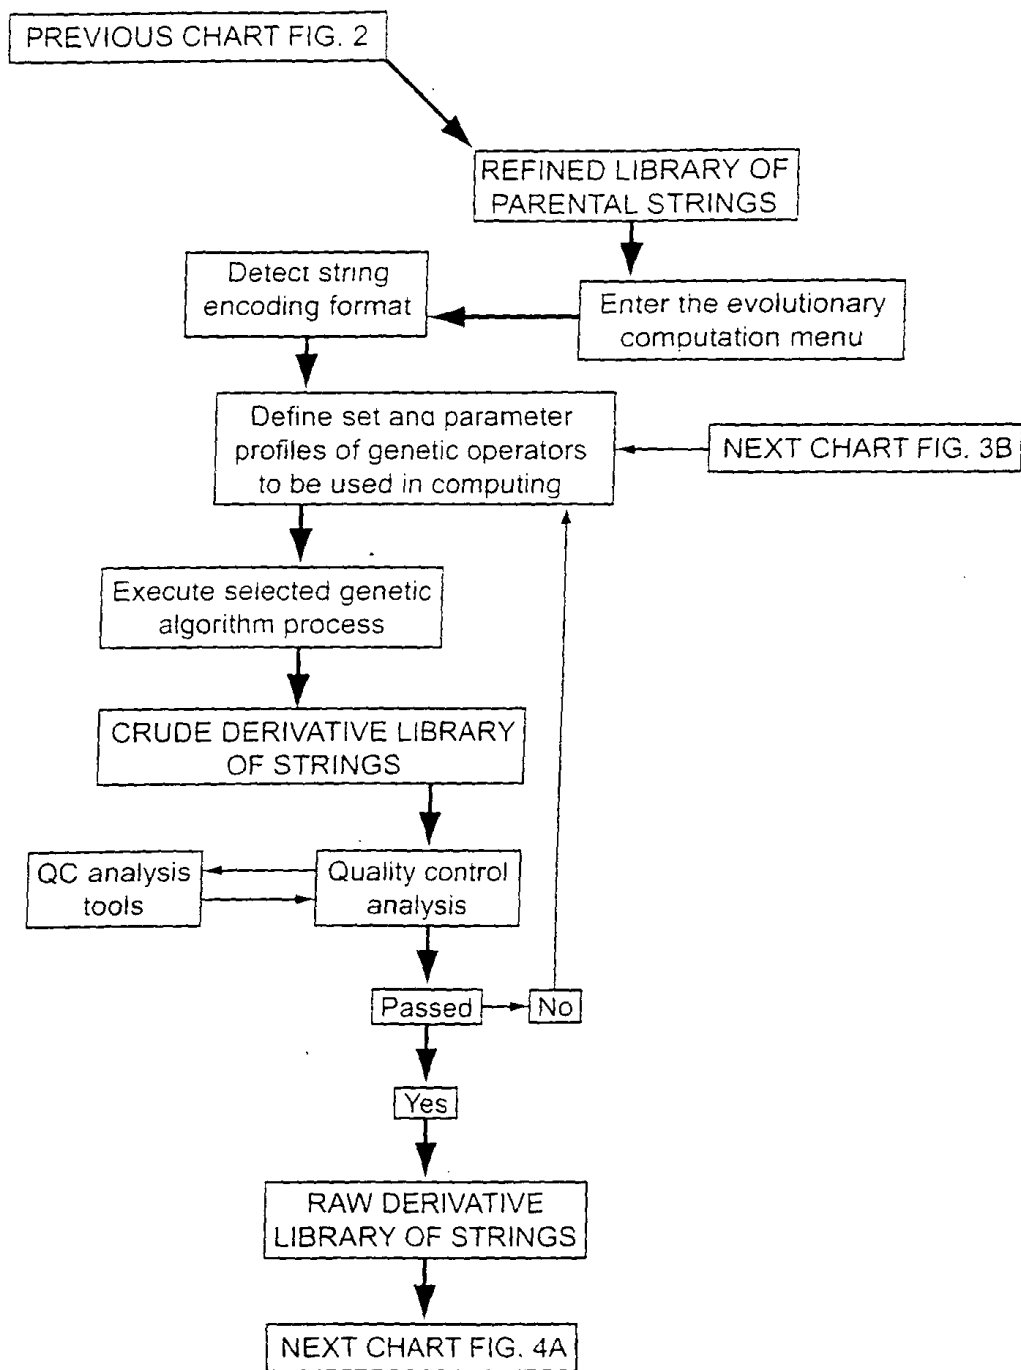 PREVIOUS CHART FIG. 2
REFINED LIBRARY OF
PARENTAL STRINGS
Detect string
encoding format
Enter the evolutionary
computation menu
Define set and parameter
profiles of genetic operators
to be used in computing
NEXT CHART FIG. 3B
Execute selected genetic
algorithm process
CRUDE DERIVATIVE LIBRARY
OF STRINGS
QC analysis
tools
Quality control
analysis
Passed
No
Yes
RAW DERIVATIVE
LIBRARY OF STRINGS
NEXT CHART FIG. 4A